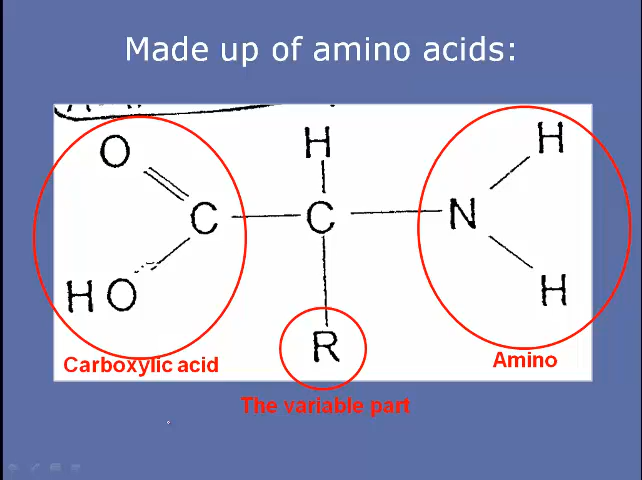 Made up of amino acids:
O H H
C C N
HO H
R
Carboxylic acid Amino
The variable part